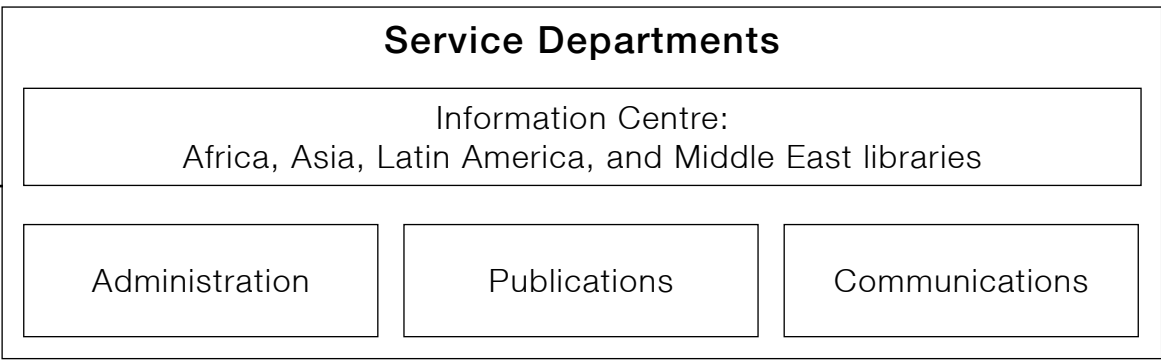 Service Departments
Information Centre:
Africa, Asia, Latin America, and Middle East libraries
Administration
Publications
Communications